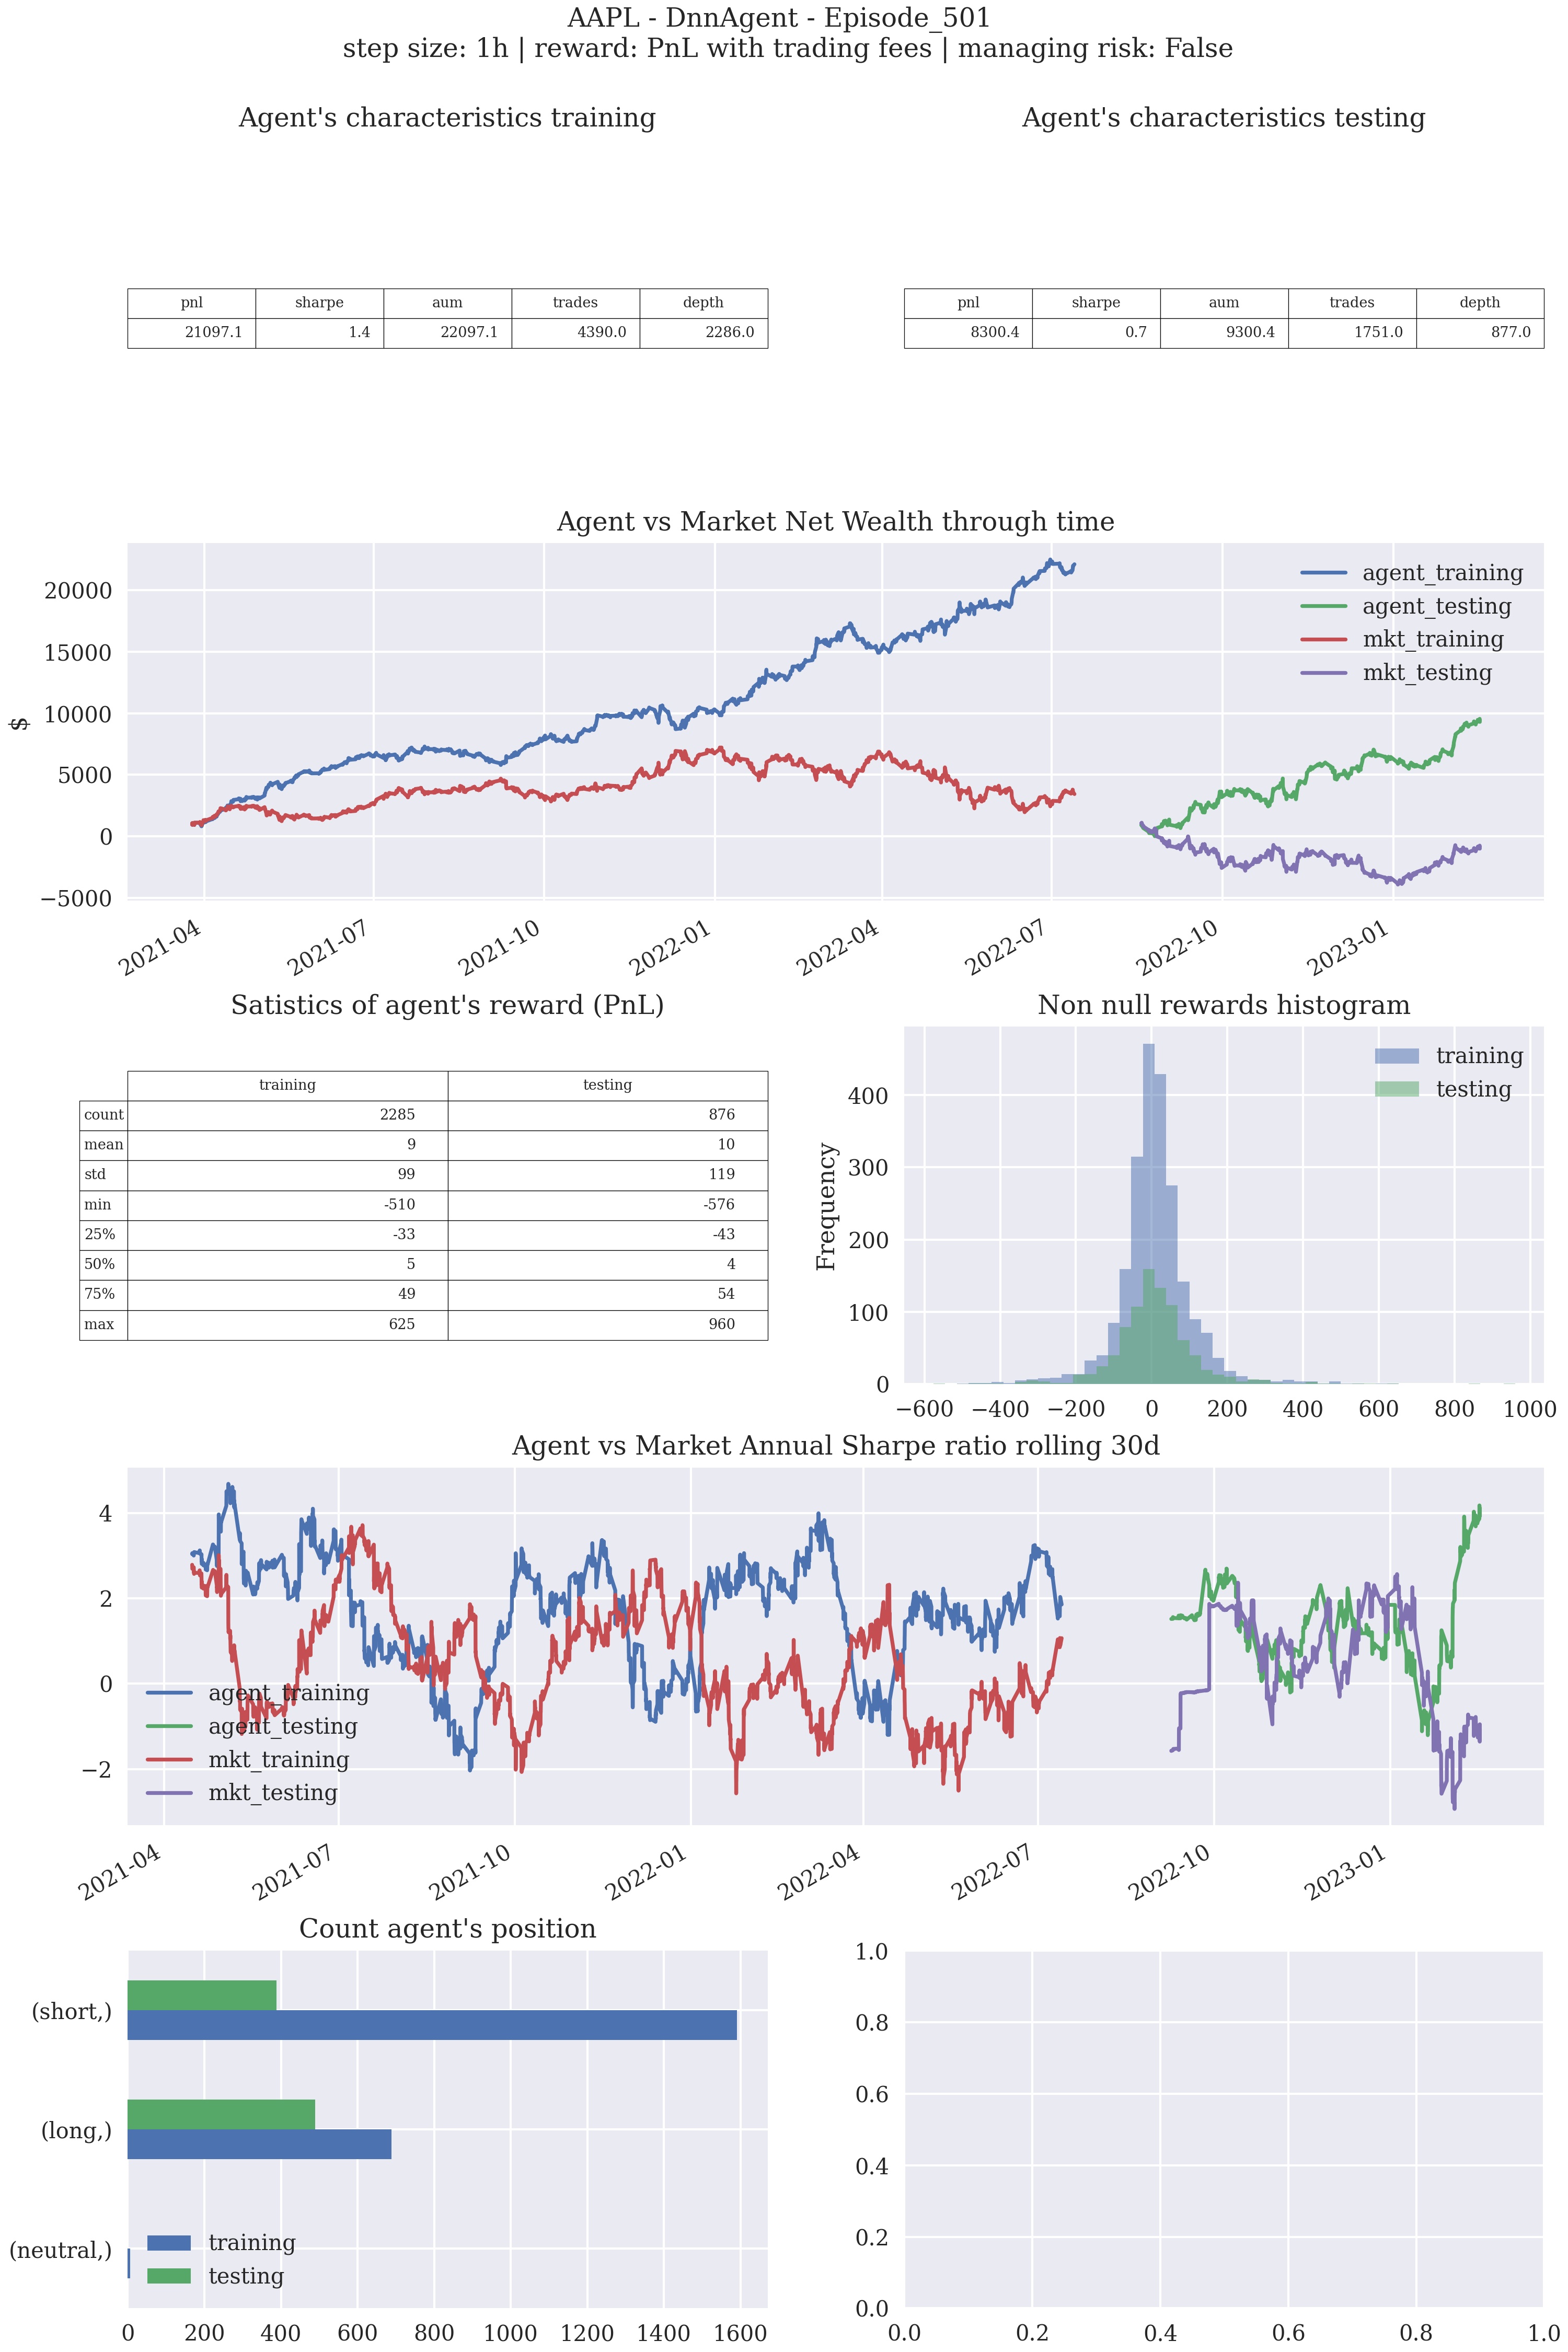 AAPL - DnnAgent - Episode_501
step size: 1h | reward: PnL with trading fees | managing risk: False
Agent's characteristics training
pnl sharpe aum trades depth
21097.1 1.4 22097.1 4390.0 2286.0
Agent's characteristics testing
pnl sharpe aum trades depth
8300.4 0.7 9300.4 1751.0 877.0
Agent vs Market Net Wealth through time
$
20000
15000
10000
5000
0
−5000
agent_training
agent_testing
mkt_training
mkt_testing
2021-04 2021-07 2021-10 2022-01 2022-04 2022-07 2022-10 2023-01
Satistics of agent's reward (PnL)
training testing
count 2285 876
mean 9 10
std 99 119
min -510 -576
25% -33 -43
50% 5 4
75% 49 54
max 625 960
Non null rewards histogram
Frequency
400
300
200
100
0
training
testing
−600 −400 −200 0 200 400 600 800 1000
Agent vs Market Annual Sharpe ratio rolling 30d
4
2
0
−2
agent_training
agent_testing
mkt_training
mkt_testing
2021-04 2021-07 2021-10 2022-01 2022-04 2022-07 2022-10 2023-01
Count agent's position
(short,)
(long,)
(neutral,)
training
testing
0 200 400 600 800 1000 1200 1400 1600
1.0
0.8
0.6
0.4
0.2
0.0
0.0 0.2 0.4 0.6 0.8 1.0